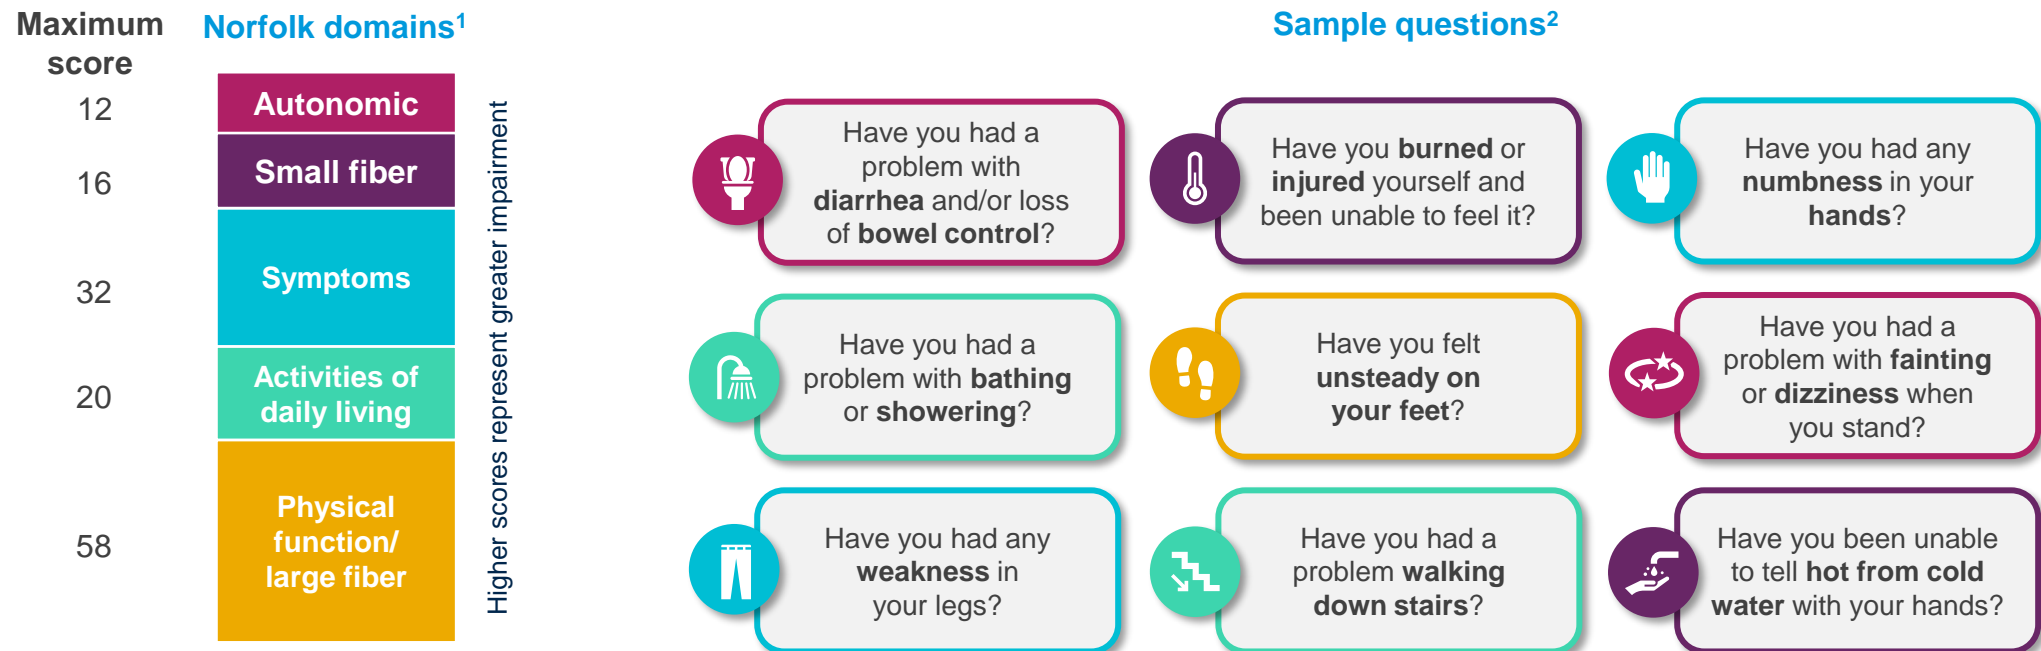 Maximum
score
Norfolk domains¹
12
Autonomic
16
Small fiber
32
Symptoms
20
Activities of
daily living
58
Physical
function/
large fiber
Higher scores represent greater impairment
Sample questions²
Have you had a
problem with
diarrhea and/or loss
of bowel control?
Have you burned or
injured yourself and
been unable to feel it?
Have you had any
numbness in your
hands?
Have you had a
problem with bathing
or showering?
Have you felt
unsteady on
your feet?
Have you had a
problem with fainting
or dizziness when
you stand?
Have you had any
weakness in
your legs?
Have you had a
problem walking
down stairs?
Have you been unable
to tell hot from cold
water with your hands?